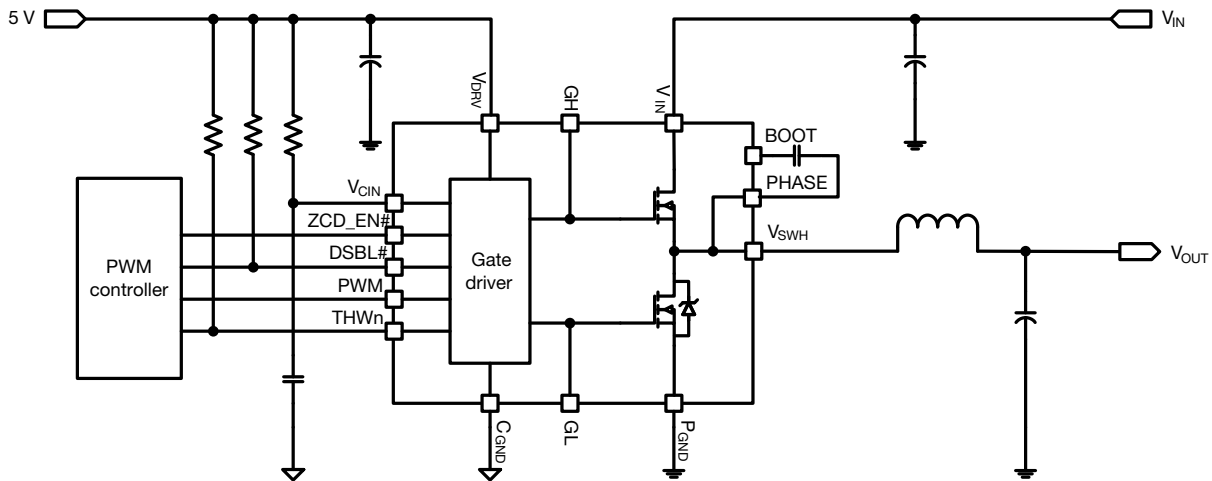 5 V
V_IN
V_DRV
GH
V_IN
BOOT
PHASE
V_CIN
ZCD_EN#
DSBL#
PWM
THWn
PWM
controller
Gate
driver
V_SWH
V_OUT
C_GND
GL
P_GND